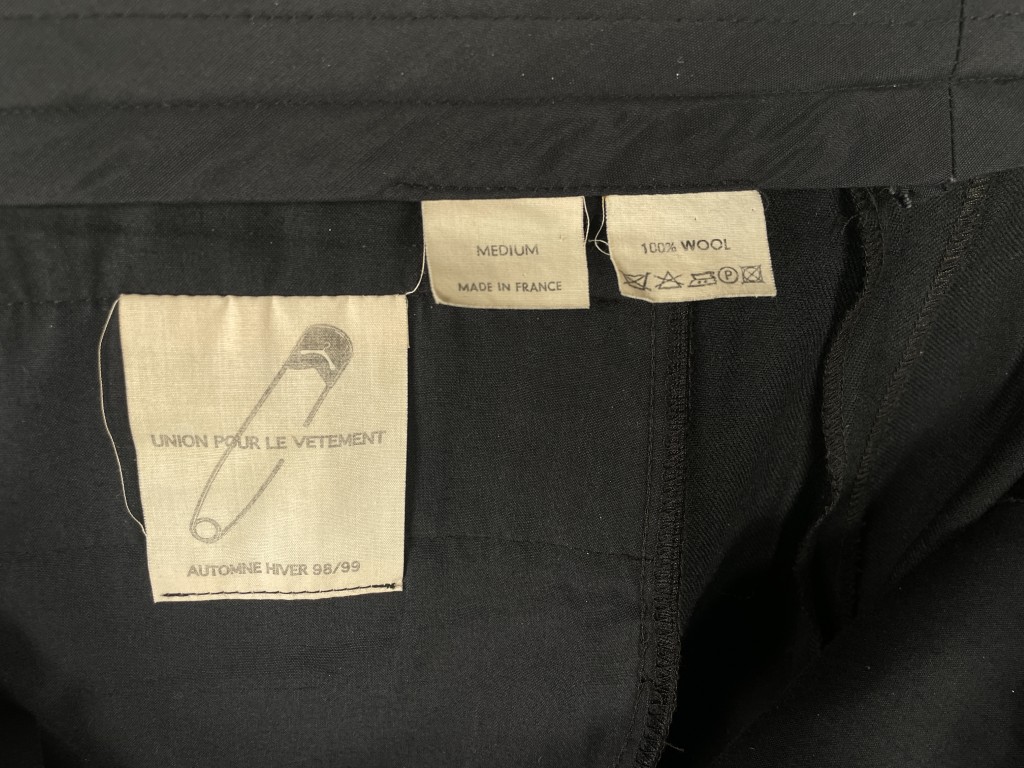 MEDIUM
MADE IN FRANCE
100% WOOL
P
UNION POUR LE VETEMENT
AUTOMNE HIVER 98/99